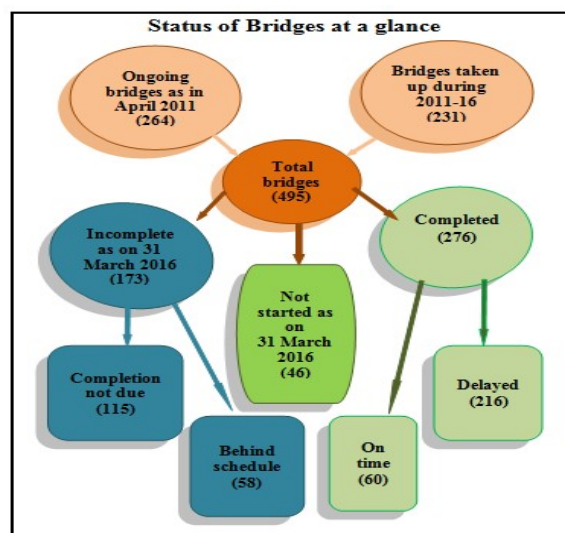 Status of Bridges at a glance
Ongoing
bridges as in
April 2011
(264)
Bridges taken
up during
2011-16
(231)
Total
bridges
(495)
Incomplete
as on 31
March 2016
(173)
Completed
(276)
Not
started as
on
31 March
2016
(46)
Completion
not due
(115)
Delayed
(216)
Behind
schedule
(58)
On
time
(60)